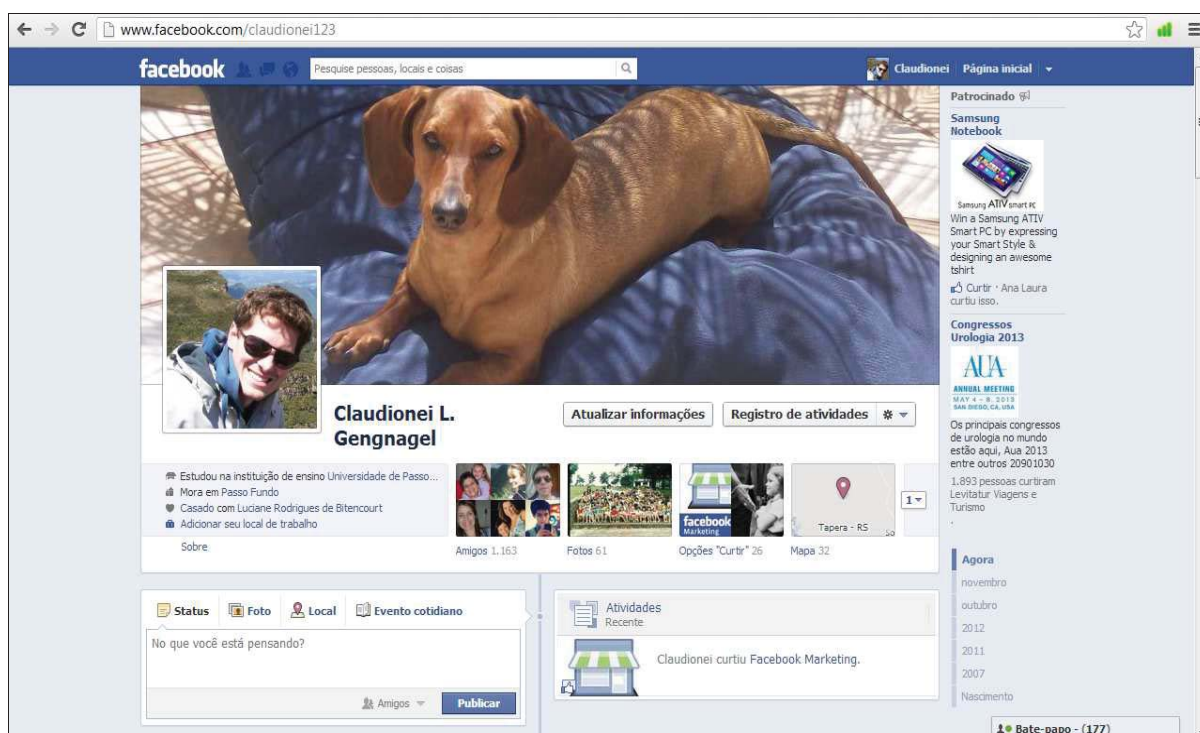 www.facebook.com/claudionei123
facebook
Pesquise pessoas, locais e coisas
Claudionei
Página inicial
Patrocinado
Samsung
Notebook
Samsung ATIV smart PC
Win a Samsung ATIV
Smart PC by expressing
your Smart Style &
designing an awesome
tshirt
Curtir · Ana Laura
curtiu isso.
Congressos
Urologia 2013
AUA
ANNUAL MEETING
MAY 4 - 8, 2013
SAN DIEGO, CA, USA
Os principais congressos
de urologia no mundo
estão aqui, Aua 2013
entre outros 20901030
1.893 pessoas curtiram
Levitatur Viagens e
Turismo
.
Claudionei L.
Gengnagel
Atualizar informações
Registro de atividades
Estudou na instituição de ensino Universidade de Passo...
Mora em Passo Fundo
Casado com Luciane Rodrigues de Bitencourt
Adicionar seu local de trabalho
Sobre
Amigos 1.163
Fotos 61
facebook
Marketing
Opções "Curtir" 26
Tapera - RS
So
Mapa 32
1
Agora
novembro
outubro
2012
2011
2007
Nascimento
Status
Foto
Local
Evento cotidiano
No que você está pensando?
Amigos
Publicar
Atividades
Recente
Claudionei curtiu Facebook Marketing.
Bate-papo - (177)